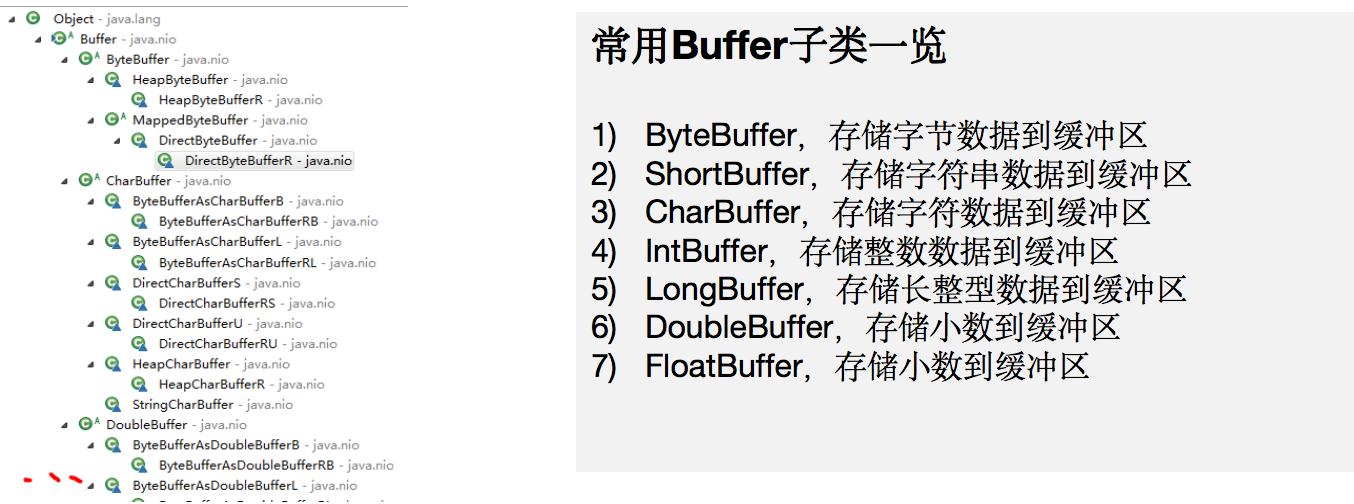 Object - java.lang
Buffer - java.nio
ByteBuffer - java.nio
HeapByteBuffer - java.nio
HeapByteBufferR - java.nio
MappedByteBuffer - java.nio
DirectByteBuffer - java.nio
DirectByteBufferR - java.nio
CharBuffer - java.nio
ByteBufferAsCharBufferB - java.nio
ByteBufferAsCharBufferRB - java.nio
ByteBufferAsCharBufferL - java.nio
ByteBufferAsCharBufferRL - java.nio
DirectCharBufferS - java.nio
DirectCharBufferRS - java.nio
DirectCharBufferU - java.nio
DirectCharBufferRU - java.nio
HeapCharBuffer - java.nio
HeapCharBufferR - java.nio
StringCharBuffer - java.nio
DoubleBuffer - java.nio
ByteBufferAsDoubleBufferB - java.nio
ByteBufferAsDoubleBufferRB - java.nio
ByteBufferAsDoubleBufferL - java.nio
常用Buffer子类一览
1) ByteBuffer，存储字节数据到缓冲区
2) ShortBuffer，存储字符串数据到缓冲区
3) CharBuffer，存储字符数据到缓冲区
4) IntBuffer，存储整数数据到缓冲区
5) LongBuffer，存储长整型数据到缓冲区
6) DoubleBuffer，存储小数到缓冲区
7) FloatBuffer，存储小数到缓冲区